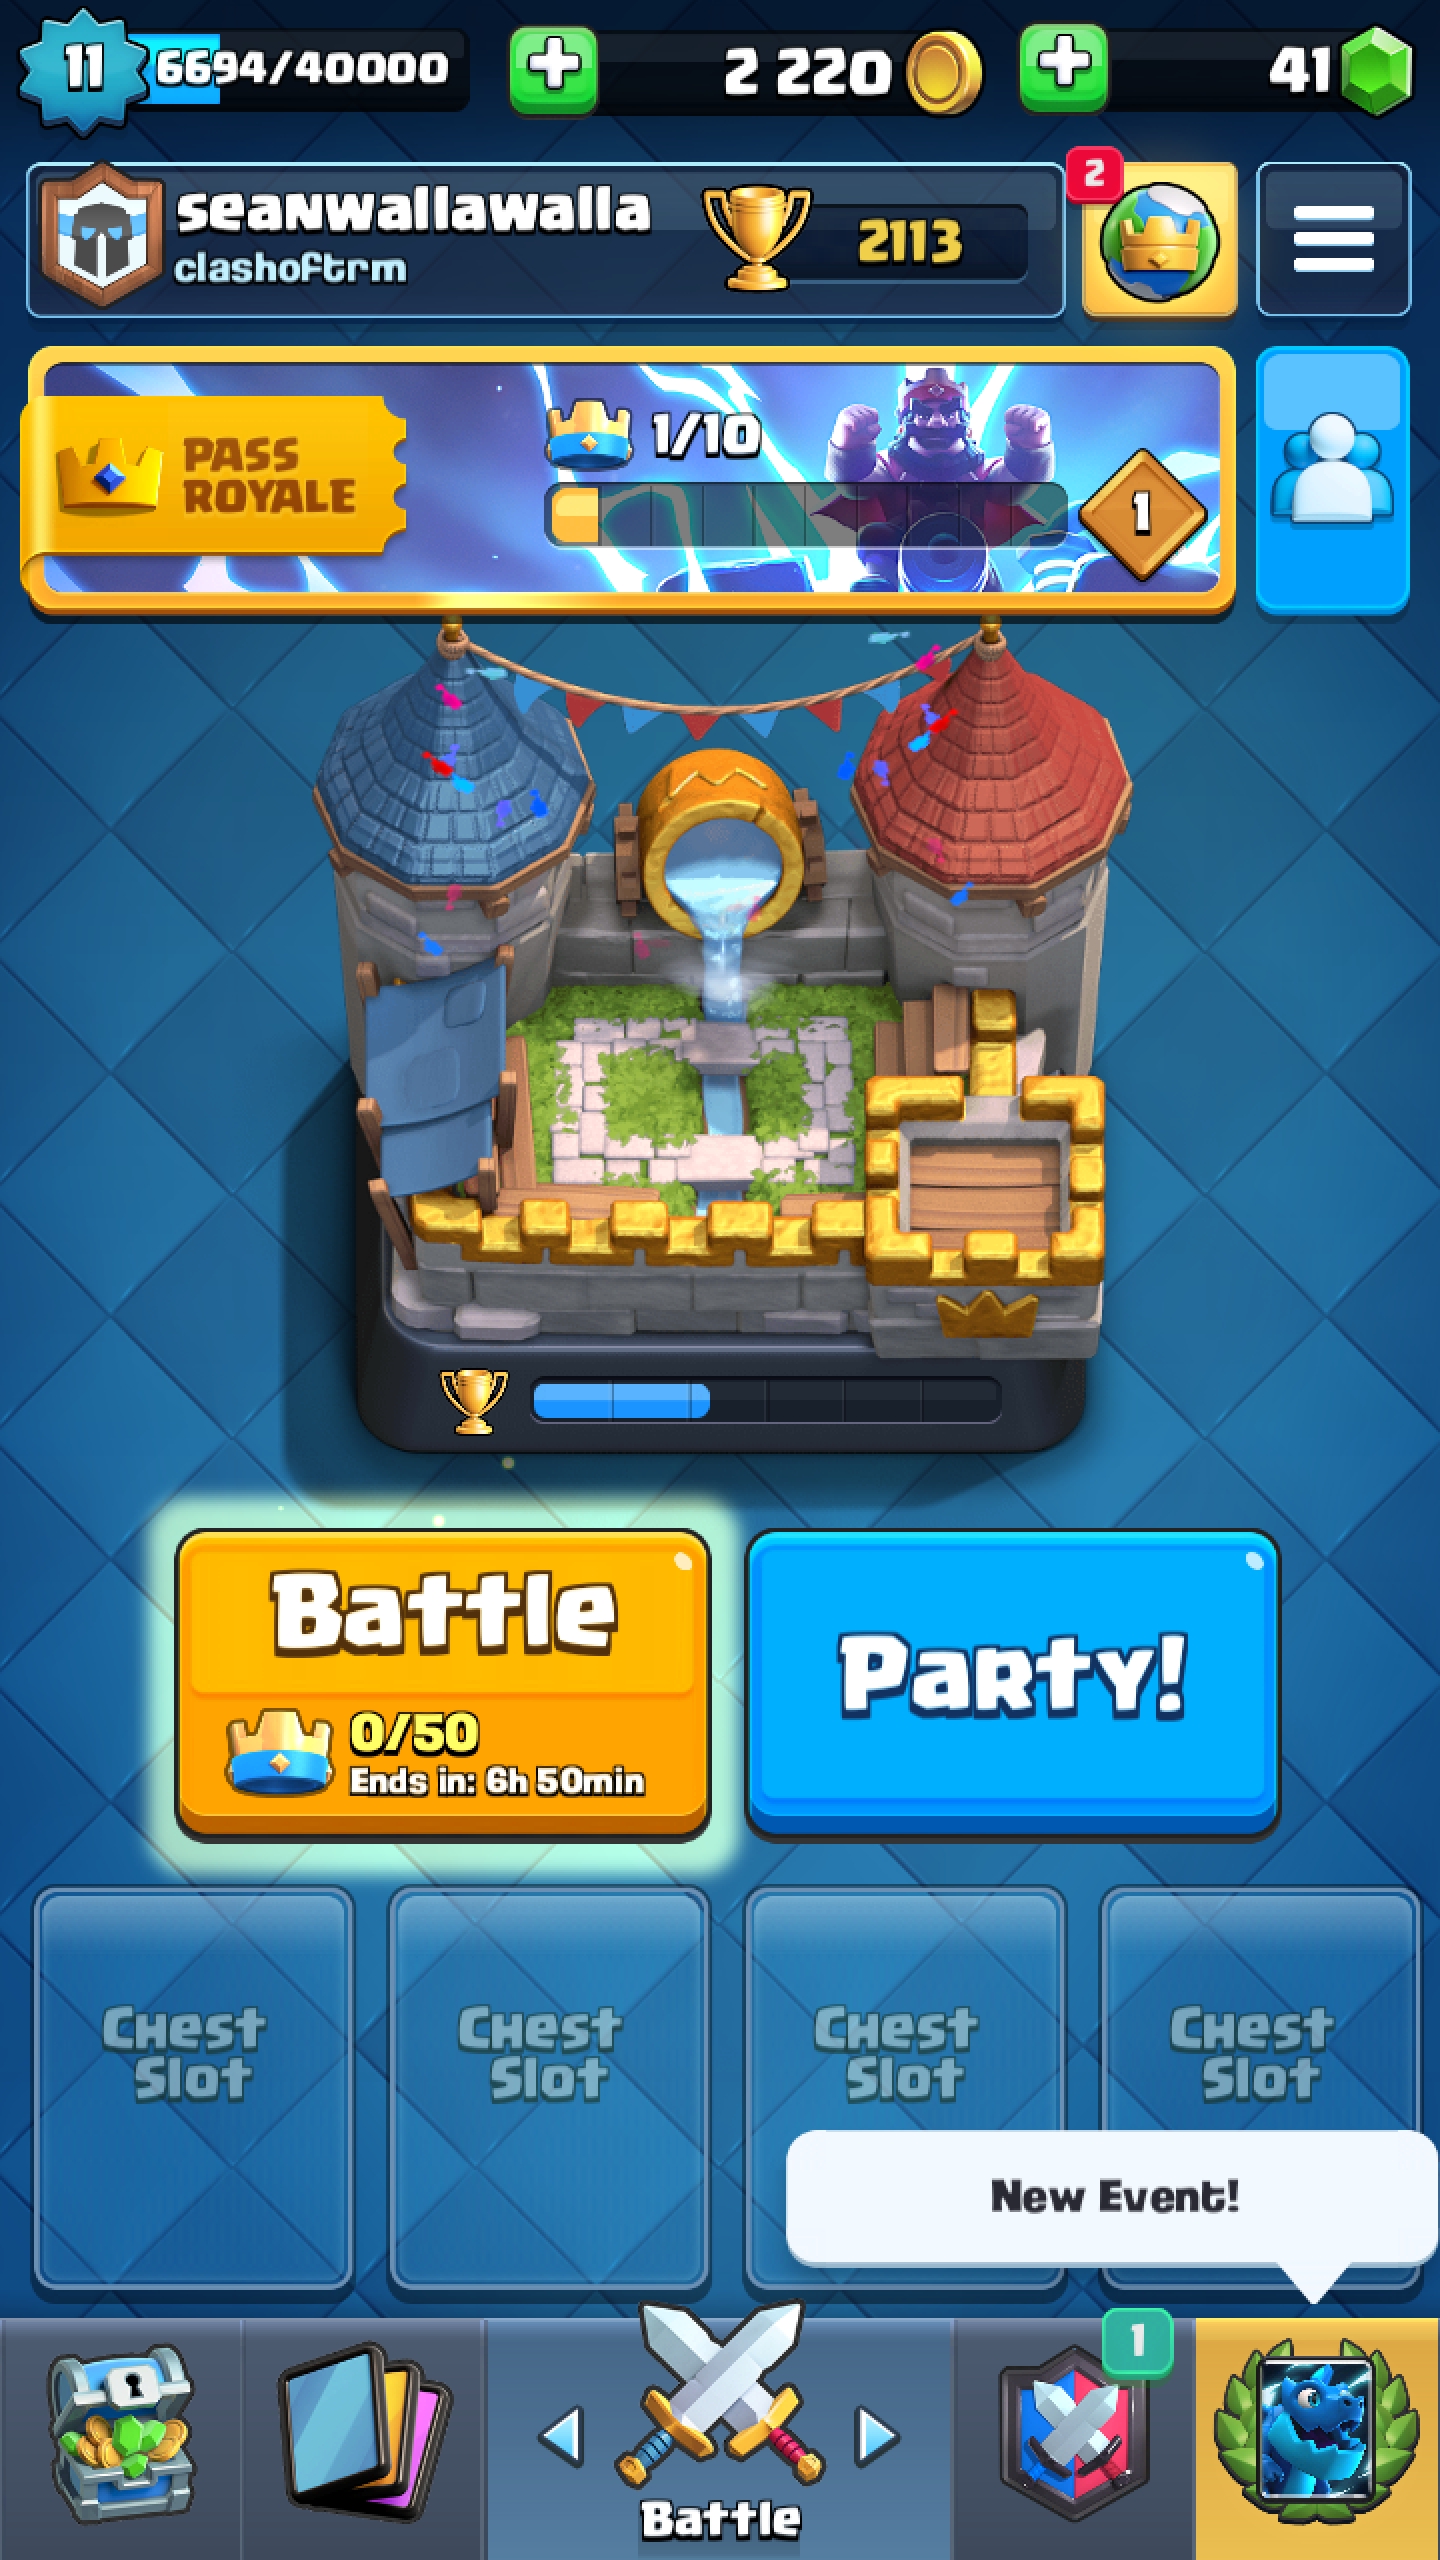 11
6694/40000
2 220
41
seanwallawalla
clashoftrm
2113
2
PASS
ROYALE
1/10
1
Battle
0/50
Ends in: 6h 50min
Party!
Chest
Slot
Chest
Slot
Chest
Slot
Chest
Slot
New Event!
1
Battle